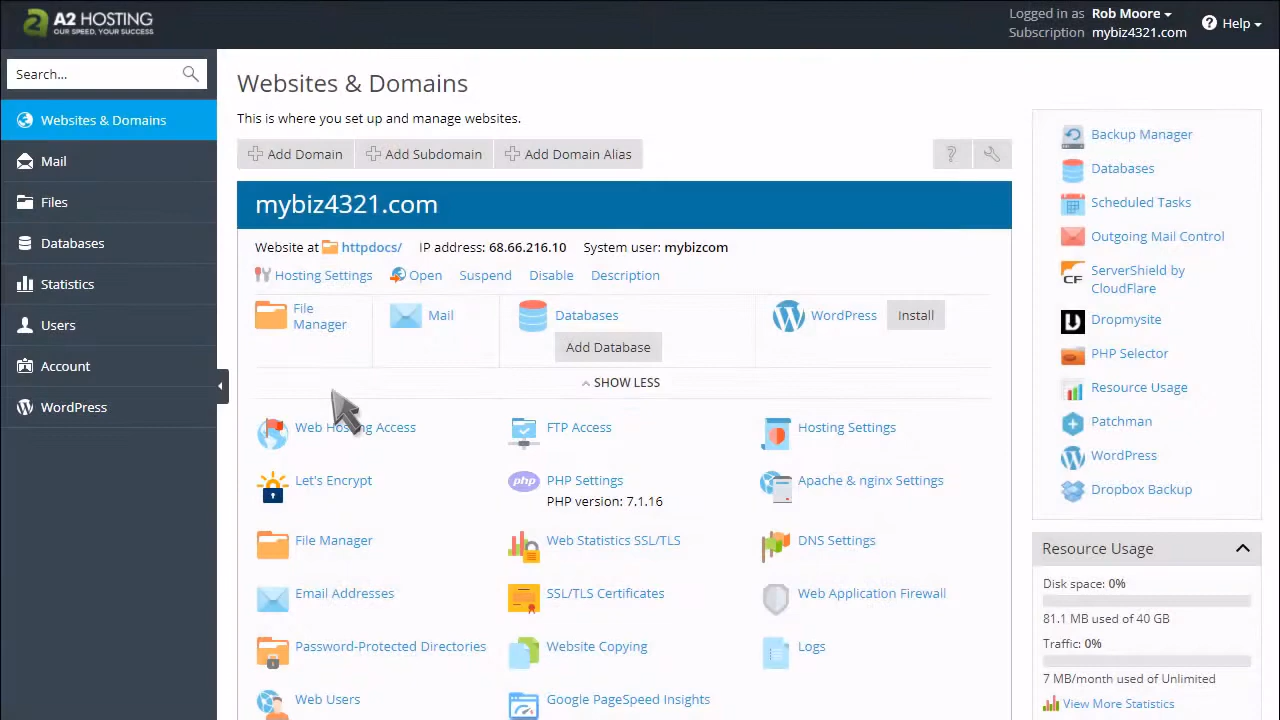 A2 HOSTING
OUR SPEED, YOUR SUCCESS
Logged in as Rob Moore
Subscription mybiz4321.com
Help
Search...
Websites & Domains
Mail
Files
Databases
Statistics
Users
Account
WordPress
Websites & Domains
This is where you set up and manage websites.
Add Domain Add Subdomain Add Domain Alias ?
mybiz4321.com
Website at httpdocs/ IP address: 68.66.216.10 System user: mybizcom
Hosting Settings Open Suspend Disable Description
File Manager
Mail
Databases
Add Database
WordPress Install
SHOW LESS
Web Hosting Access FTP Access Hosting Settings
Let's Encrypt PHP Settings Apache & nginx Settings
php
PHP version: 7.1.16
File Manager Web Statistics SSL/TLS DNS Settings
Email Addresses SSL/TLS Certificates Web Application Firewall
Password-Protected Directories Website Copying Logs
Web Users Google PageSpeed Insights
Backup Manager
Databases
Scheduled Tasks
Outgoing Mail Control
CF
ServerShield by
CloudFlare
Dropmysite
PHP Selector
Resource Usage
Patchman
WordPress
Dropbox Backup
Resource Usage
Disk space: 0%
81.1 MB used of 40 GB
Traffic: 0%
7 MB/month used of Unlimited
View More Statistics